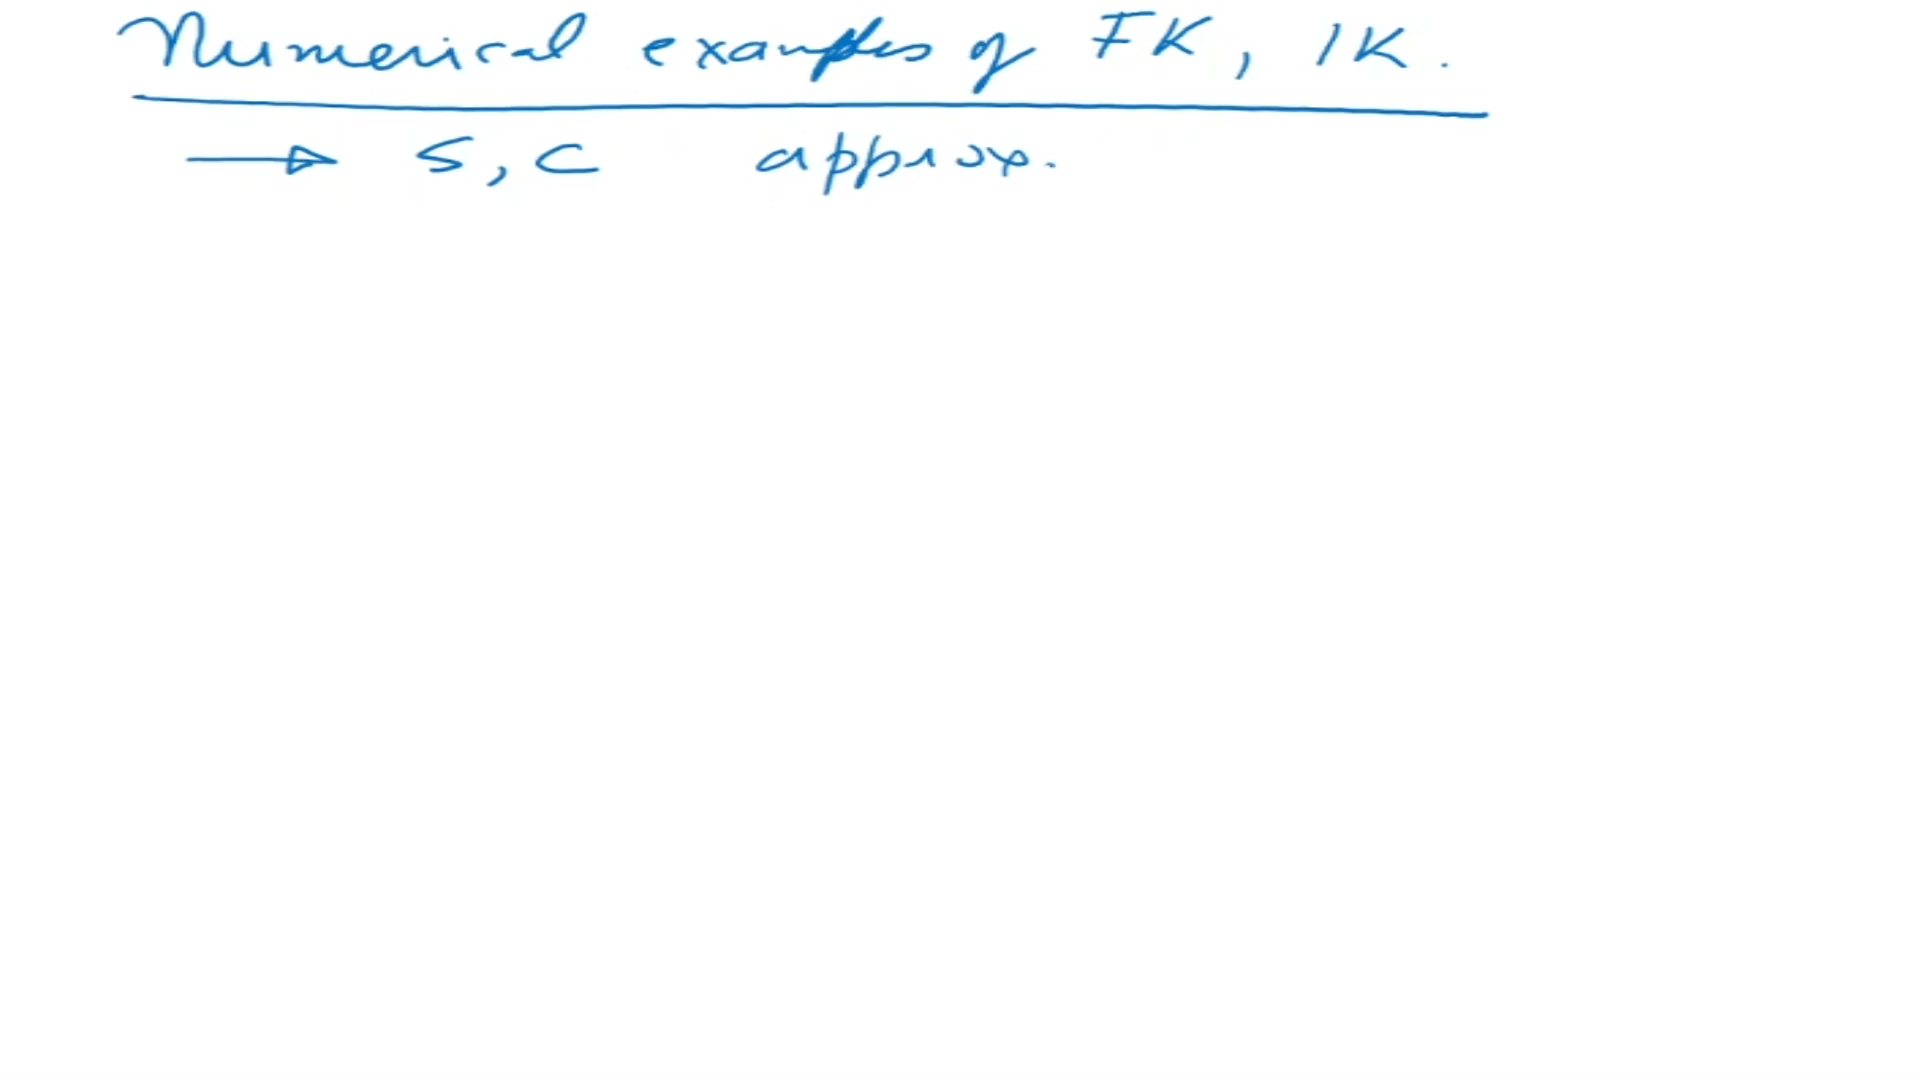 Numerical examples of FK, IK.
→ S, C approx.